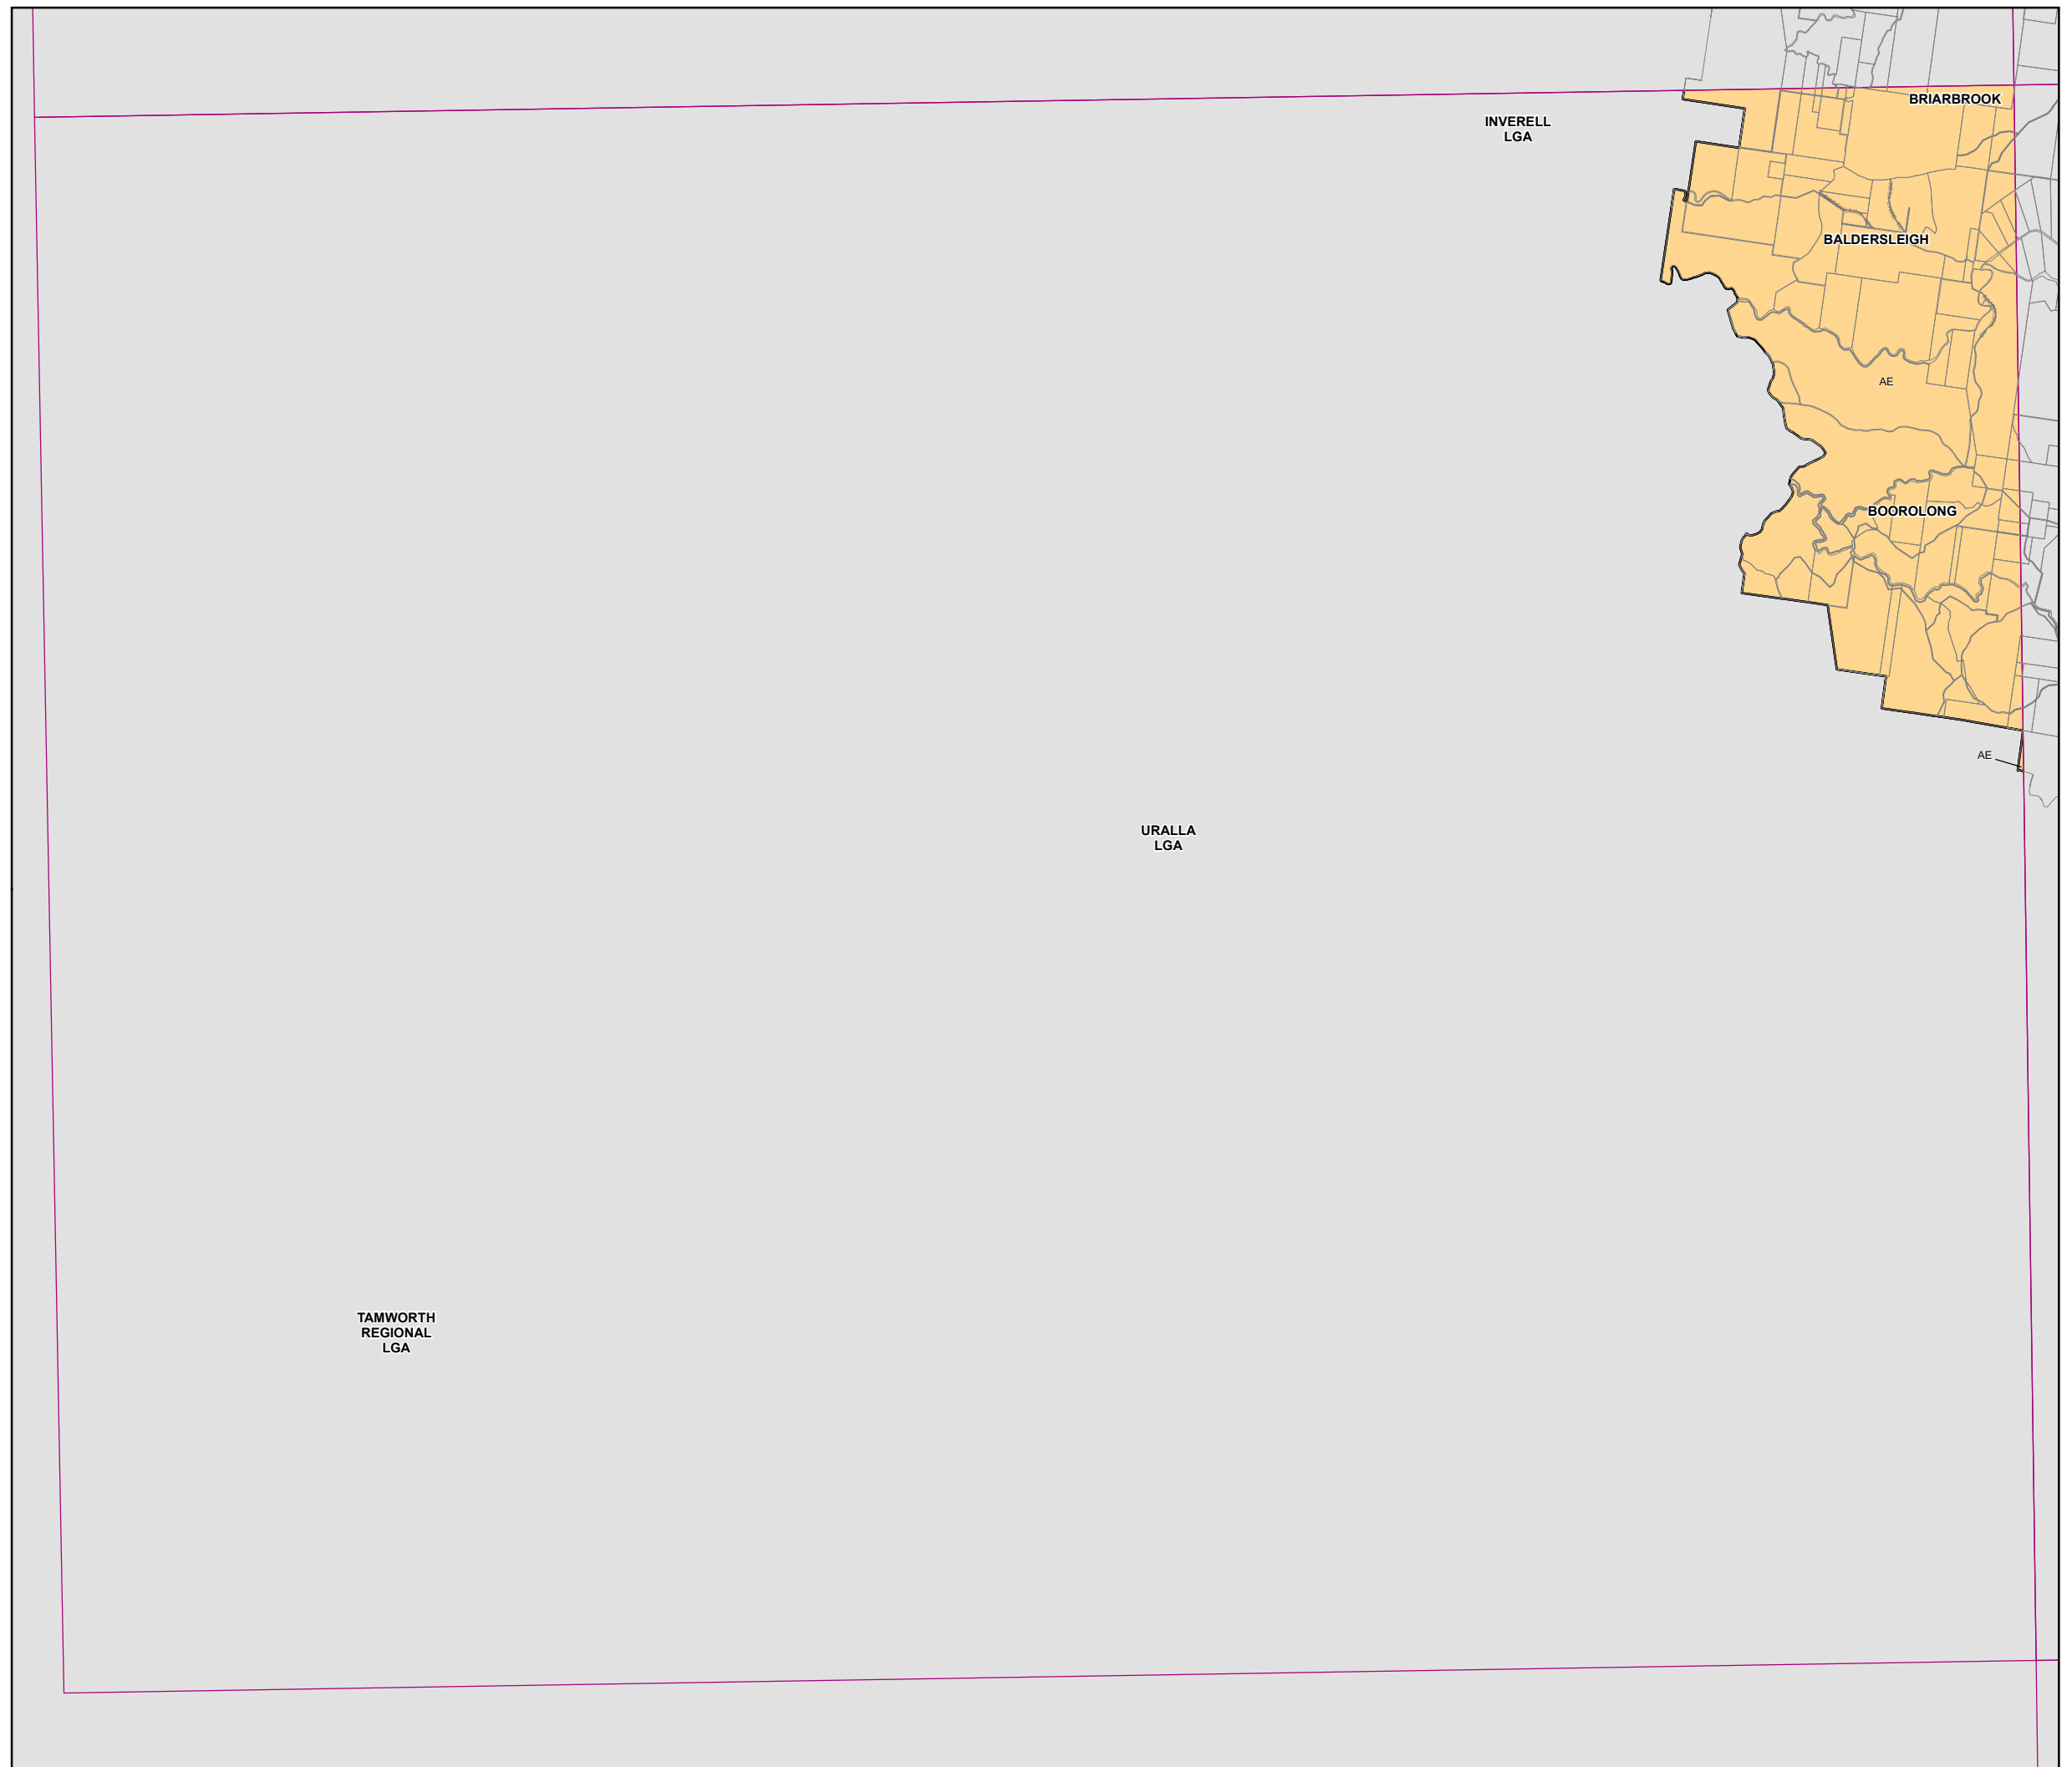 BRIARBROOK
INVERELL
LGA
BALDERSLEIGH
AE
BOOROLONG
AE
URALLA
LGA
TAMWORTH
REGIONAL
LGA